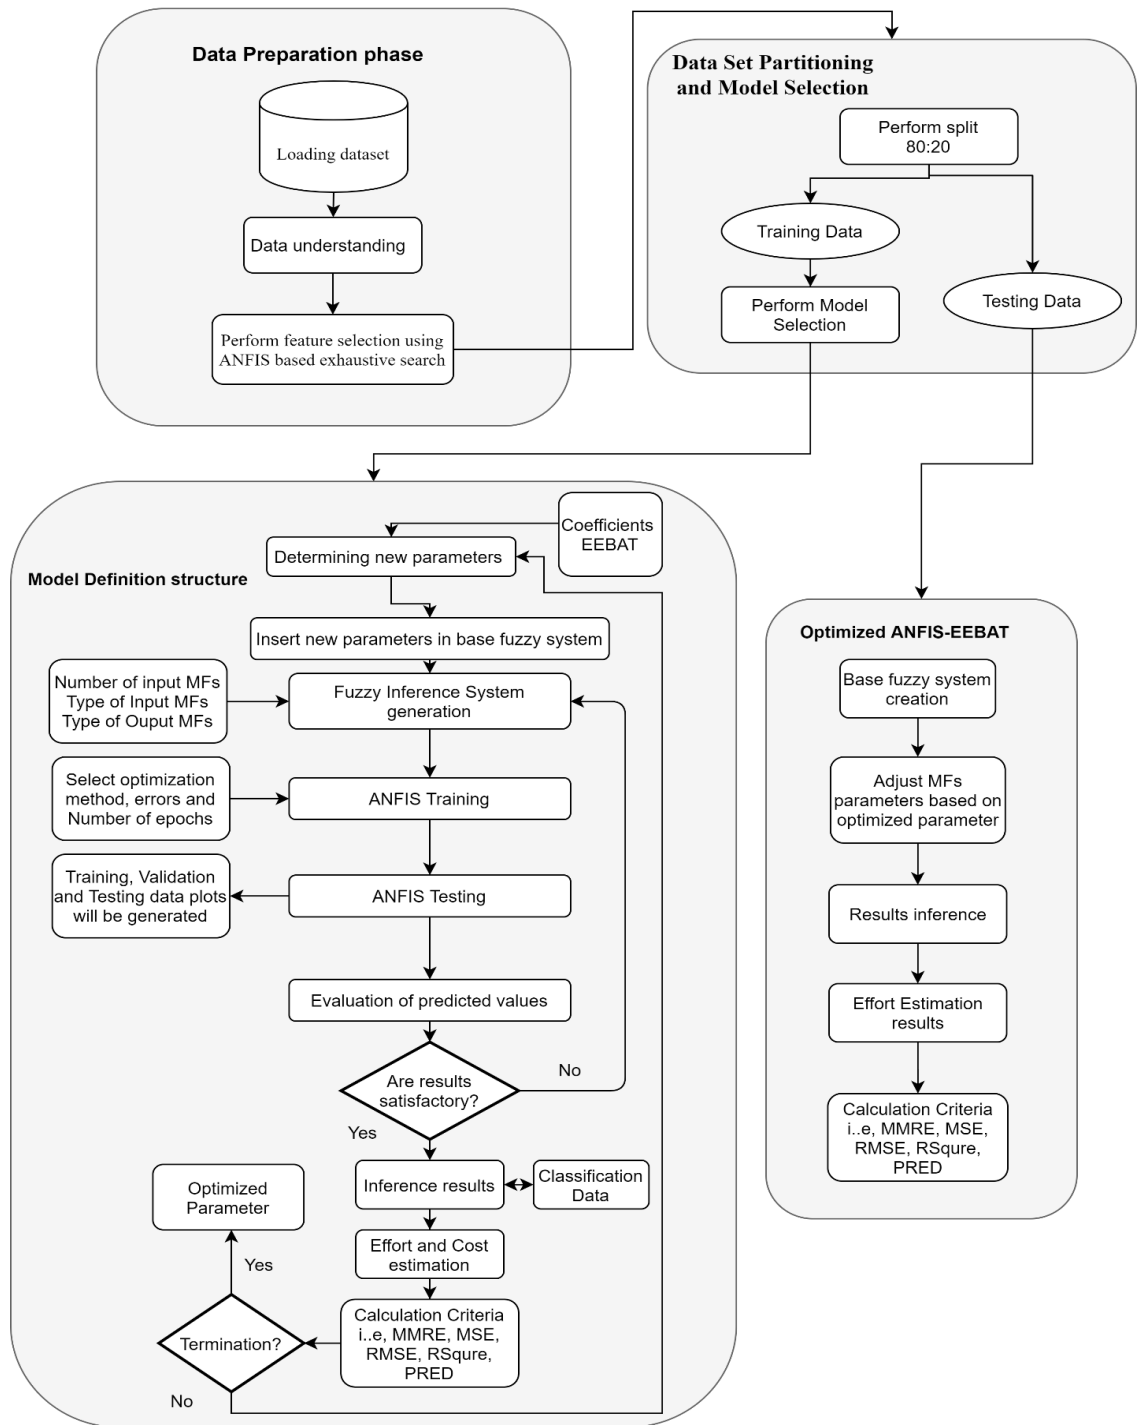 Data Preparation phase
Loading dataset
Data understanding
Perform feature selection using
ANFIS based exhaustive search
Data Set Partitioning
and Model Selection
Perform split
80:20
Training Data
Perform Model
Selection
Testing Data
Model Definition structure
Coefficients
EEBAT
Determining new parameters
Insert new parameters in base fuzzy system
Number of input MFs
Type of Input MFs
Type of Ouput MFs
Fuzzy Inference System
generation
Select optimization
method, errors and
Number of epochs
ANFIS Training
Training, Validation
and Testing data plots
will be generated
ANFIS Testing
Evaluation of predicted values
Are results
satisfactory?
No
Yes
Inference results
Classification
Data
Effort and Cost
estimation
Calculation Criteria
i..e, MMRE, MSE,
RMSE, RSqure,
PRED
Termination?
Yes
Optimized
Parameter
No
Optimized ANFIS-EEBAT
Base fuzzy system
creation
Adjust MFs
parameters based on
optimized parameter
Results inference
Effort Estimation
results
Calculation Criteria
i..e, MMRE, MSE,
RMSE, RSqure,
PRED